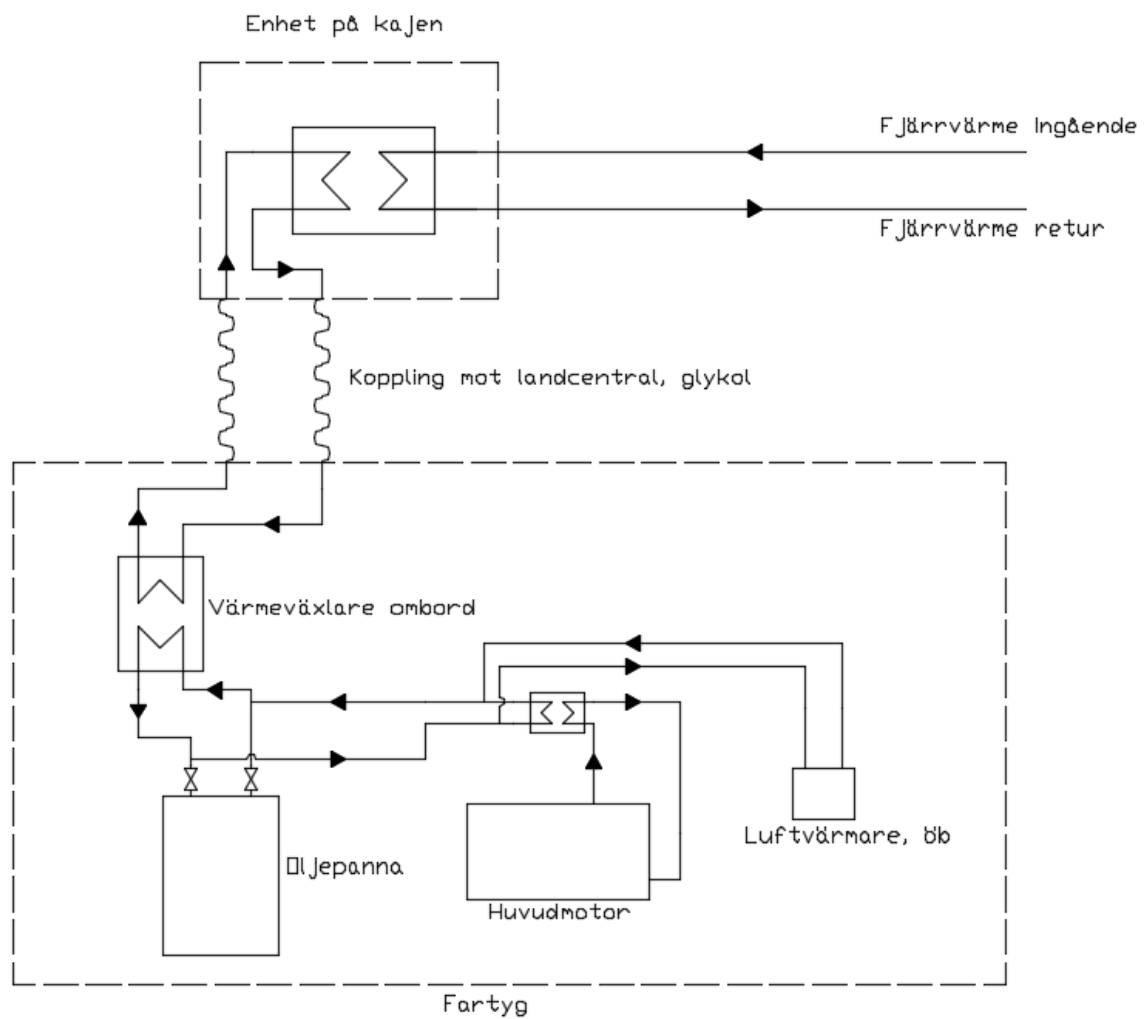 Enhet på kajen
Fjärrvärme Ingående
Fjärrvärme retur
Koppling mot landcentral, glykol
Värmeväxlare ombord
Luftvärmare, öb
Oljepanna
Huvudmotor
Fartyg